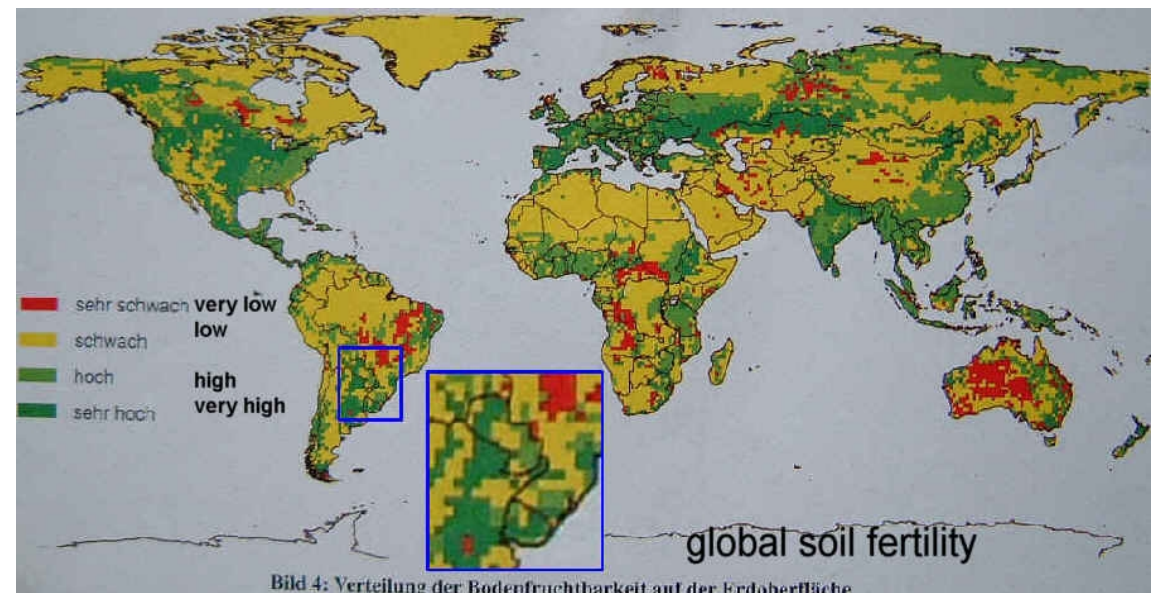 sehr schwach very low
low
schwach
hoch
high
very high
sehr hoch
global soil fertility
Bild 4: Verteilung der Bodenfruchtbarkeit auf der Erdoberfläche